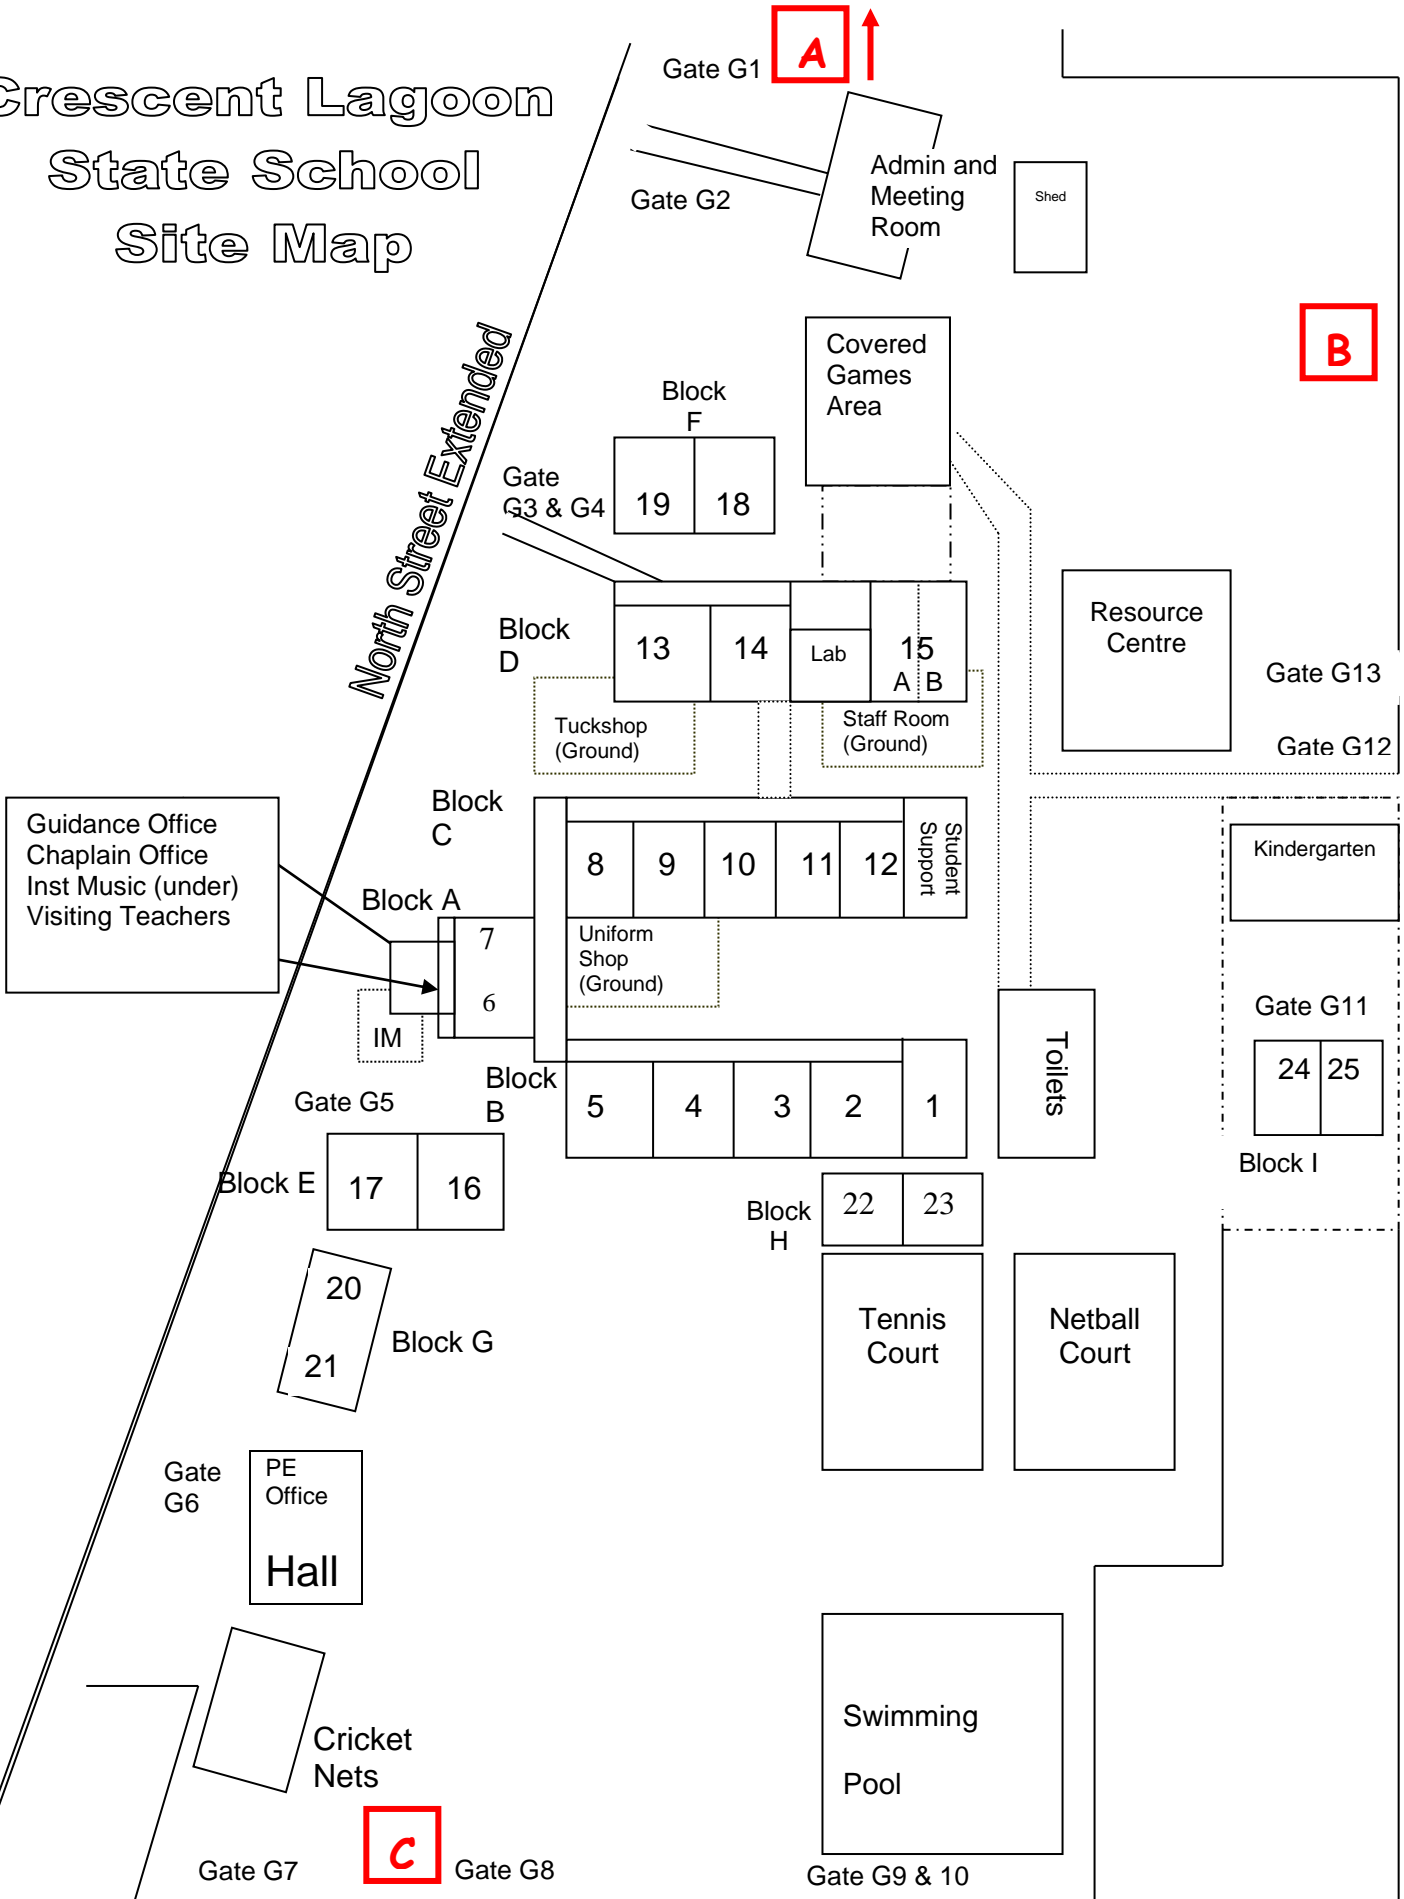 Crescent Lagoon
State School
Site Map
Gate G1
A
Gate G2
Admin and
Meeting
Room
Shed
B
North Street Extended
Covered
Games
Area
Block
F
19
18
Gate
G3 & G4
Block
D
13
14
Lab
15
A
B
Tuckshop
(Ground)
Staff Room
(Ground)
Resource
Centre
Gate G13
Gate G12
Guidance Office
Chaplain Office
Inst Music (under)
Visiting Teachers
Block
C
8
9
10
11
12
Student
Support
Kindergarten
Block A
7
6
IM
Uniform
Shop
(Ground)
Gate G11
24
25
Block I
Toilets
Block
B
5
4
3
2
1
Gate G5
Block E
17
16
Block
H
22
23
20
21
Block G
Tennis
Court
Netball
Court
Gate
G6
PE
Office
Hall
Cricket
Nets
Swimming
Pool
Gate G7
C
Gate G8
Gate G9 & 10